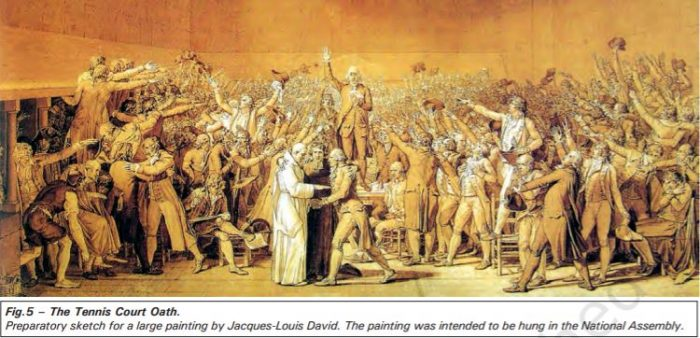 Fig.5 – The Tennis Court Oath.
Preparatory sketch for a large painting by Jacques-Louis David. The painting was intended to be hung in the National Assembly.